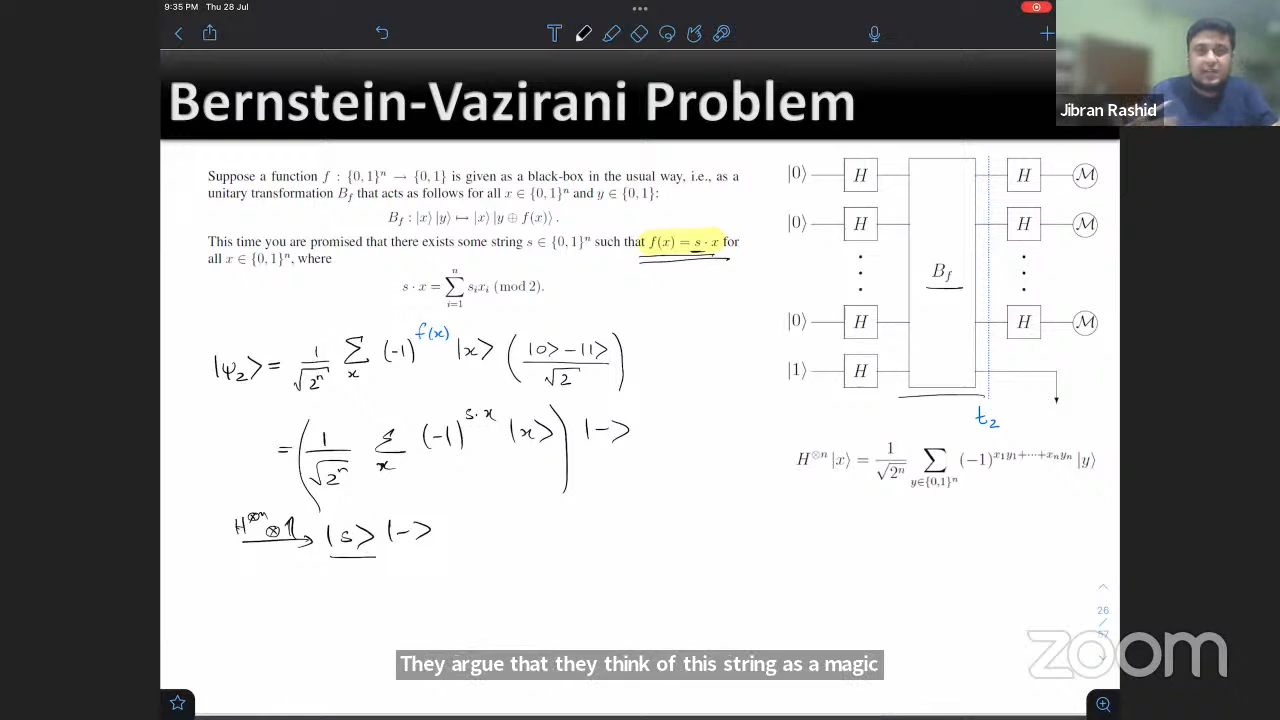 9:35 PM Thu 28 Jul
Jibran Rashid
Bernstein-Vazirani Problem
Suppose a function f : {0,1}ⁿ → {0,1} is given as a black-box in the usual way, i.e., as a
unitary transformation B_f that acts as follows for all x ∈ {0,1}ⁿ and y ∈ {0,1}:
B_f : |x⟩ |y⟩ ↦ |x⟩ |y ⊕ f(x)⟩ .
This time you are promised that there exists some string s ∈ {0,1}ⁿ such that f(x) = s · x for
all x ∈ {0,1}ⁿ, where
s · x = ∑_{i=1}^{n} s_i x_i (mod 2).
|ψ₂> = 1/√2ⁿ ∑_x (-1)^{f(x)} |x> (|0> - |1>/√2)
= (1/√2ⁿ ∑_x (-1)^{s·x} |x>) |->
H^{⊗n} ⊗ 𝟙 → |s> |->
|0⟩ H H M
|0⟩ H H M
⋮ B_f ⋮ ⋮
|0⟩ H H M
|1⟩ H
t₂
H^{⊗n} |x⟩ = 1/√2ⁿ ∑_{y∈{0,1}ⁿ} (−1)^{x₁y₁+···+xₙyₙ} |y⟩
26
/
57
zoom
They argue that they think of this string as a magic